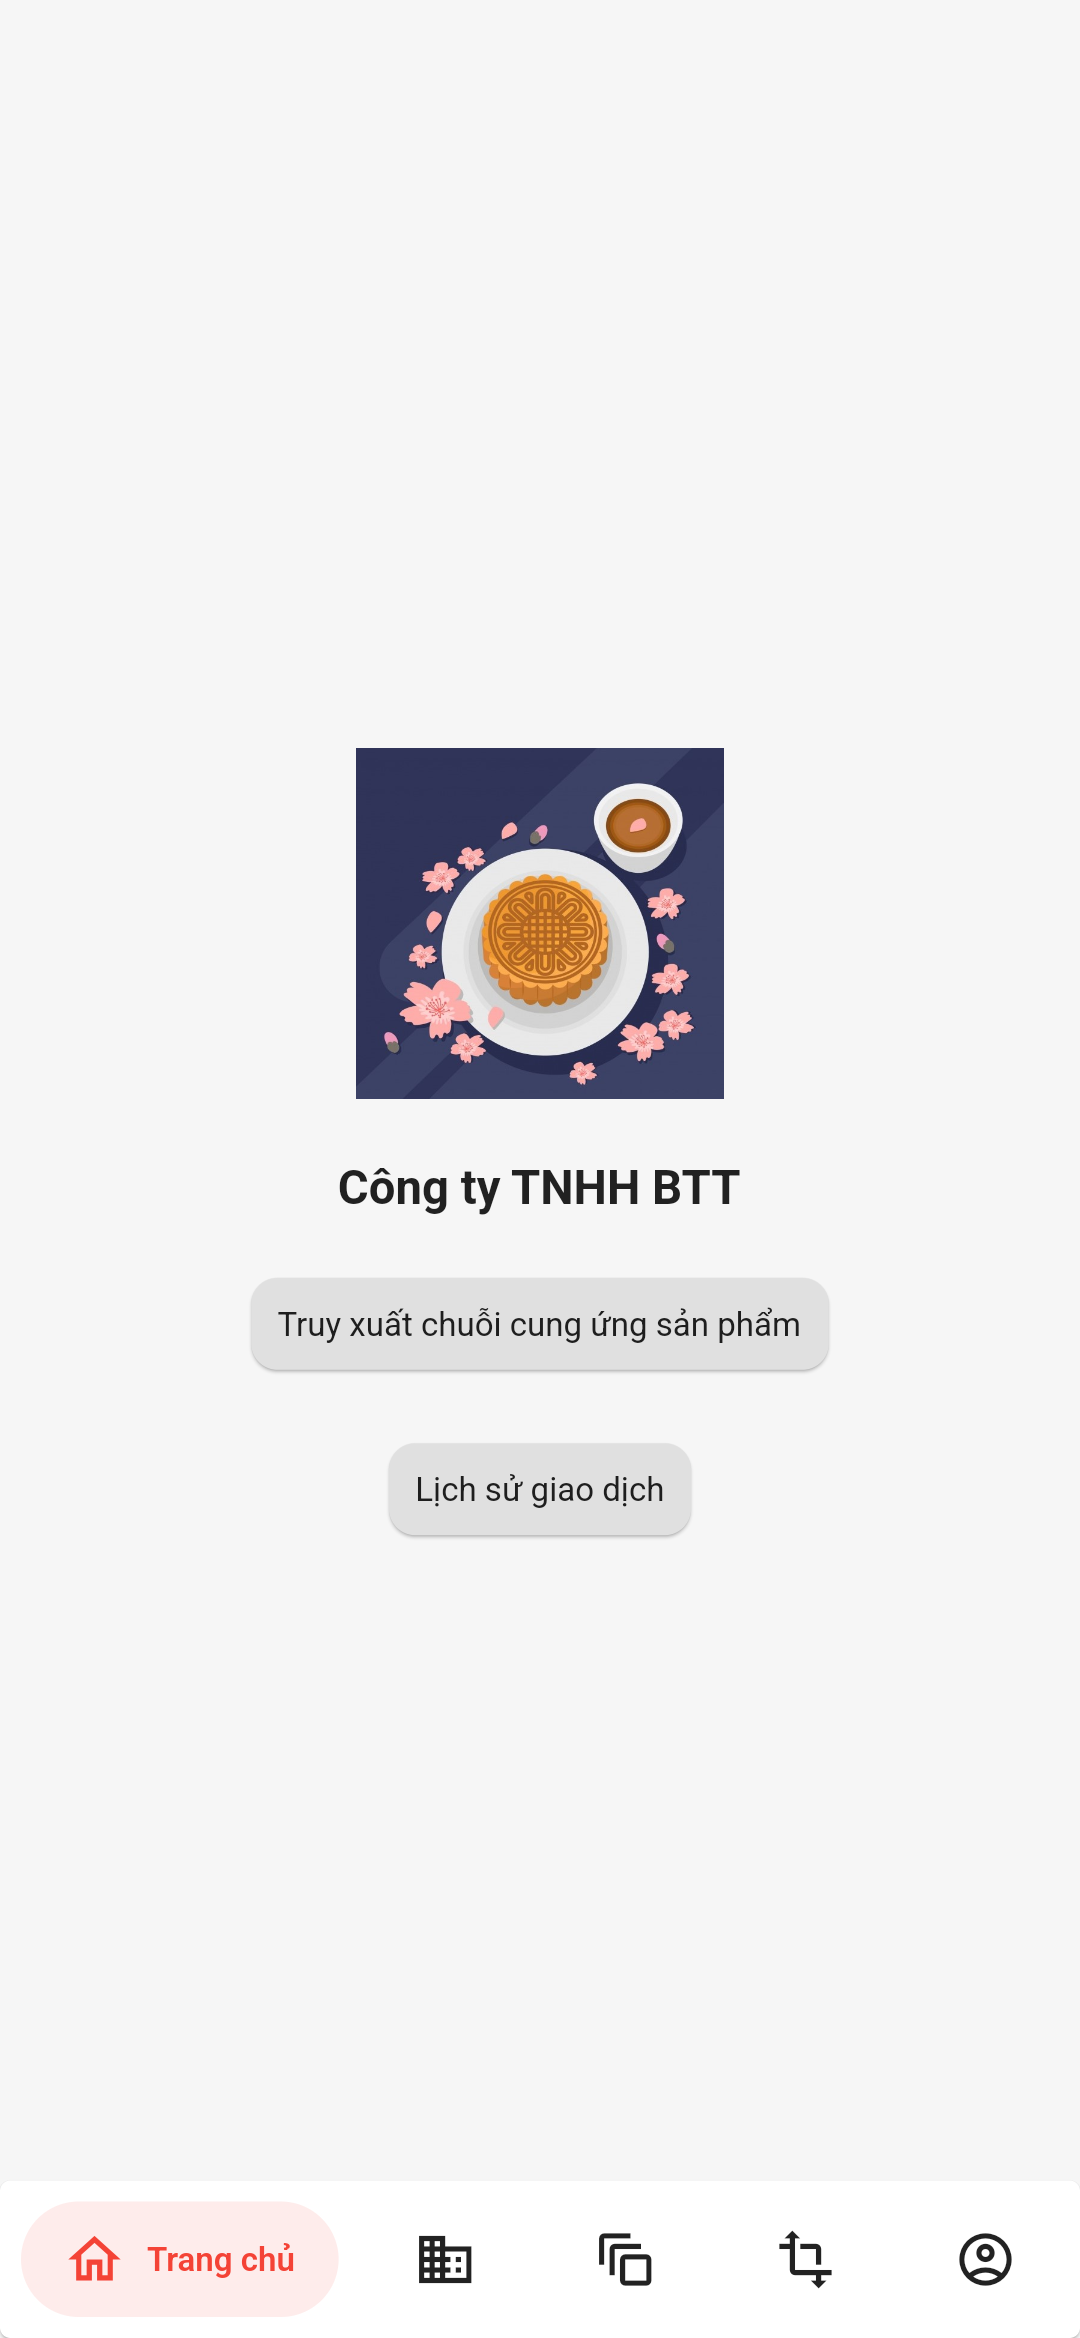 Công ty TNHH BTT
Truy xuất chuỗi cung ứng sản phẩm
Lịch sử giao dịch
Trang chủ